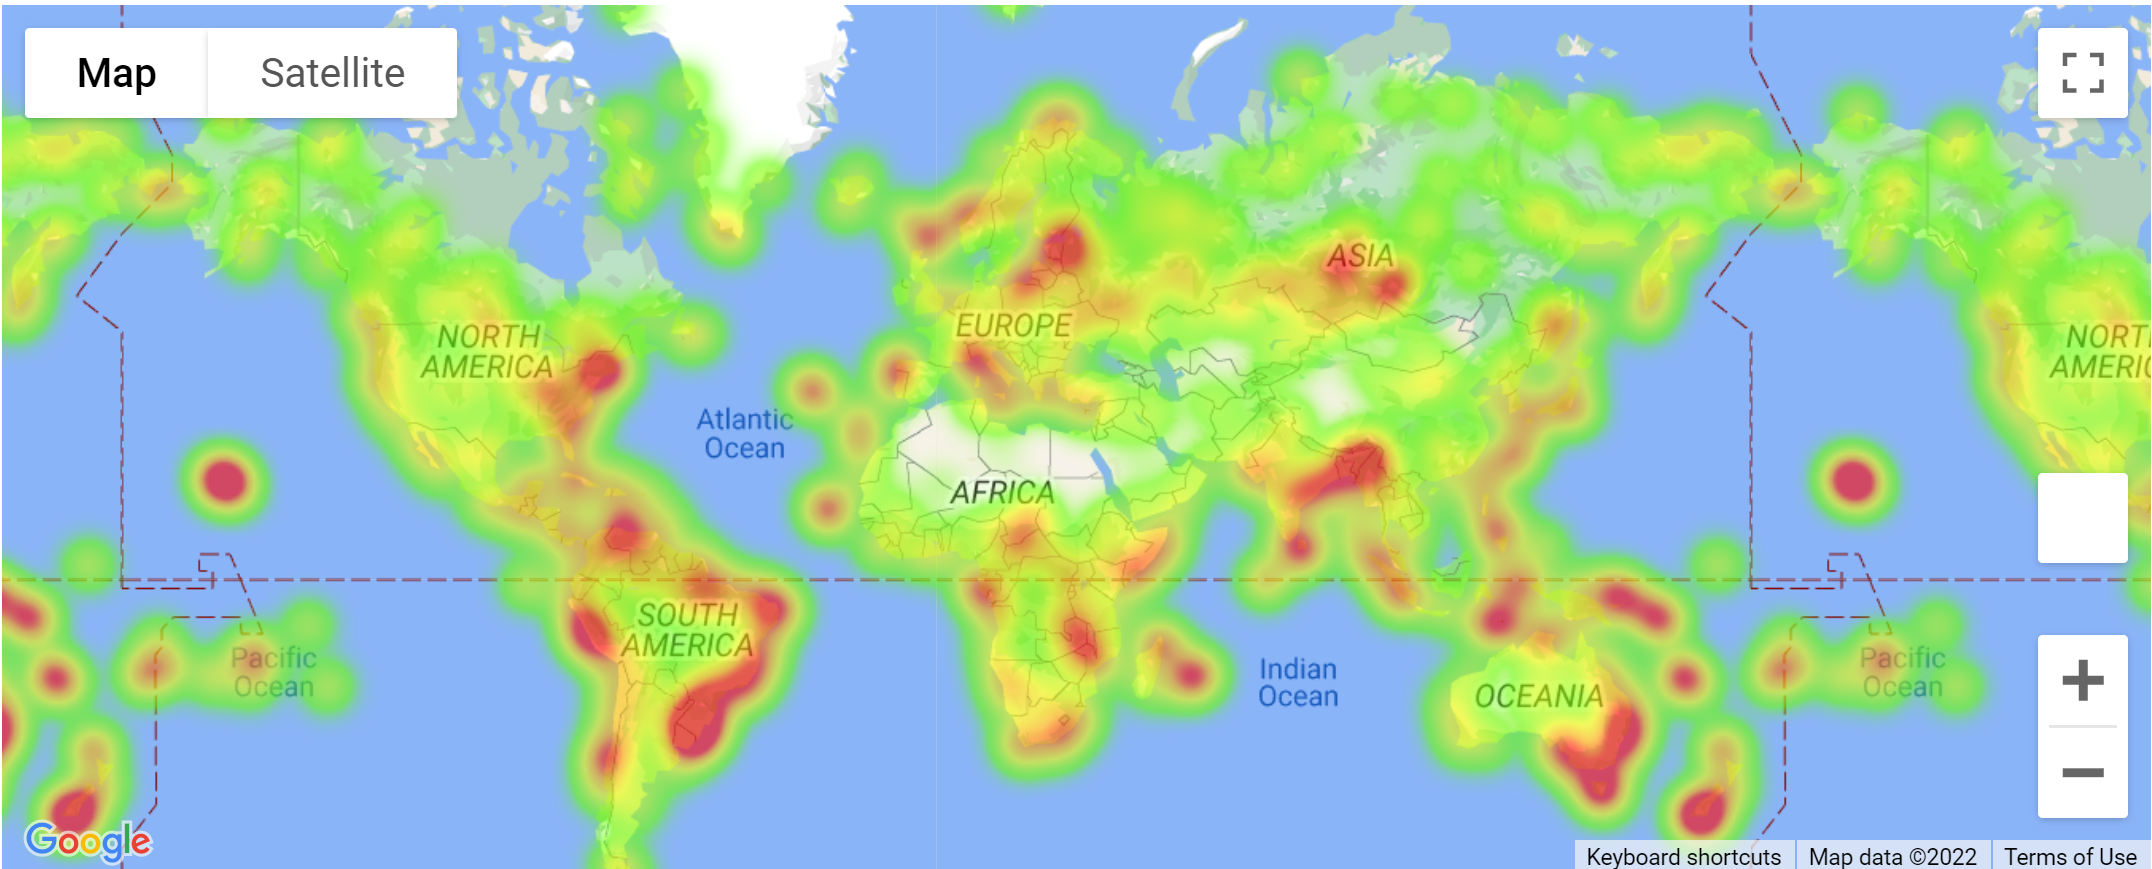 Map
Satellite
ASIA
EUROPE
NORTH
AMERICA
NORT
AMERIC
Atlantic
Ocean
AFRICA
SOUTH
AMERICA
Pacific
Ocean
Indian
Ocean
OCEANIA
Pacific
Ocean
Google
Keyboard shortcuts
Map data ©2022
Terms of Use